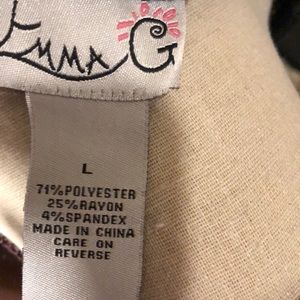 EMMA G
L
71%POLYESTER
25%RAYON
4%SPANDEX
MADE IN CHINA
CARE ON
REVERSE